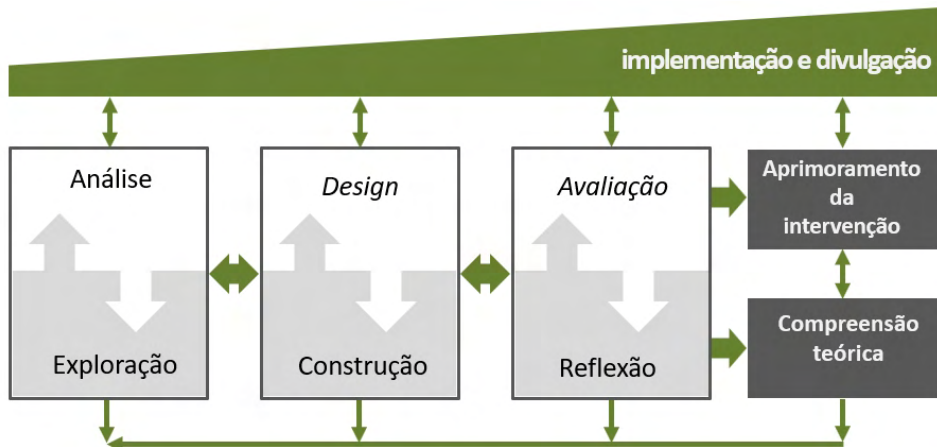 implementação e divulgação
Análise
Exploração
Design
Construção
Avaliação
Reflexão
Aprimoramento
da
intervenção
Compreensão
teórica